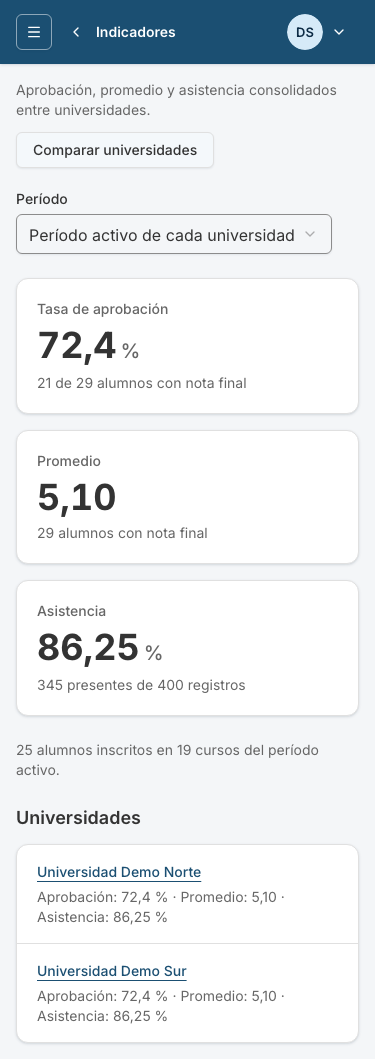 Indicadores
DS
Aprobación, promedio y asistencia consolidados
entre universidades.
Comparar universidades
Período
Período activo de cada universidad
Tasa de aprobación
72,4 %
21 de 29 alumnos con nota final
Promedio
5,10
29 alumnos con nota final
Asistencia
86,25 %
345 presentes de 400 registros
25 alumnos inscritos en 19 cursos del período
activo.
Universidades
Universidad Demo Norte
Aprobación: 72,4 % · Promedio: 5,10 ·
Asistencia: 86,25 %
Universidad Demo Sur
Aprobación: 72,4 % · Promedio: 5,10 ·
Asistencia: 86,25 %